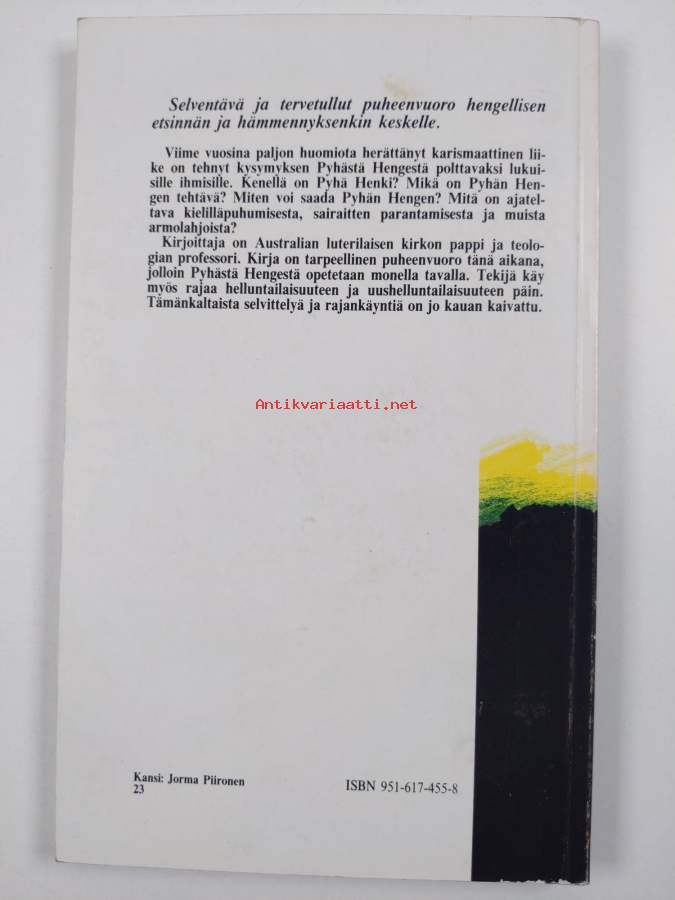 Selventävä ja tervetullut puheenvuoro hengellisen
etsinnän ja hämmennyksenkin keskelle.
Viime vuosina paljon huomiota herättänyt karismaattinen lii-
ke on tehnyt kysymyksen Pyhästä Hengestä polttavaksi lukui-
sille ihmisille. Kenellä on Pyhä Henki? Mikä on Pyhän Hen-
gen tehtävä? Miten voi saada Pyhän Hengen? Mitä on ajatel-
tava kielilläpuhumisesta, sairaitten parantamisesta ja muista
armolahjoista?
Kirjoittaja on Australian luterilaisen kirkon pappi ja teolo-
gian professori. Kirja on tarpeellinen puheenvuoro tänä aikana,
jolloin Pyhästä Hengestä opetetaan monella tavalla. Tekijä käy
myös rajaa helluntailaisuuteen ja uushelluntailaisuuteen päin.
Tämänkaltaista selvittelyä ja rajankäyntiä on jo kauan kaivattu.
Antikvariaatti.net
Kansi: Jorma Piironen
23
ISBN 951-617-455-8